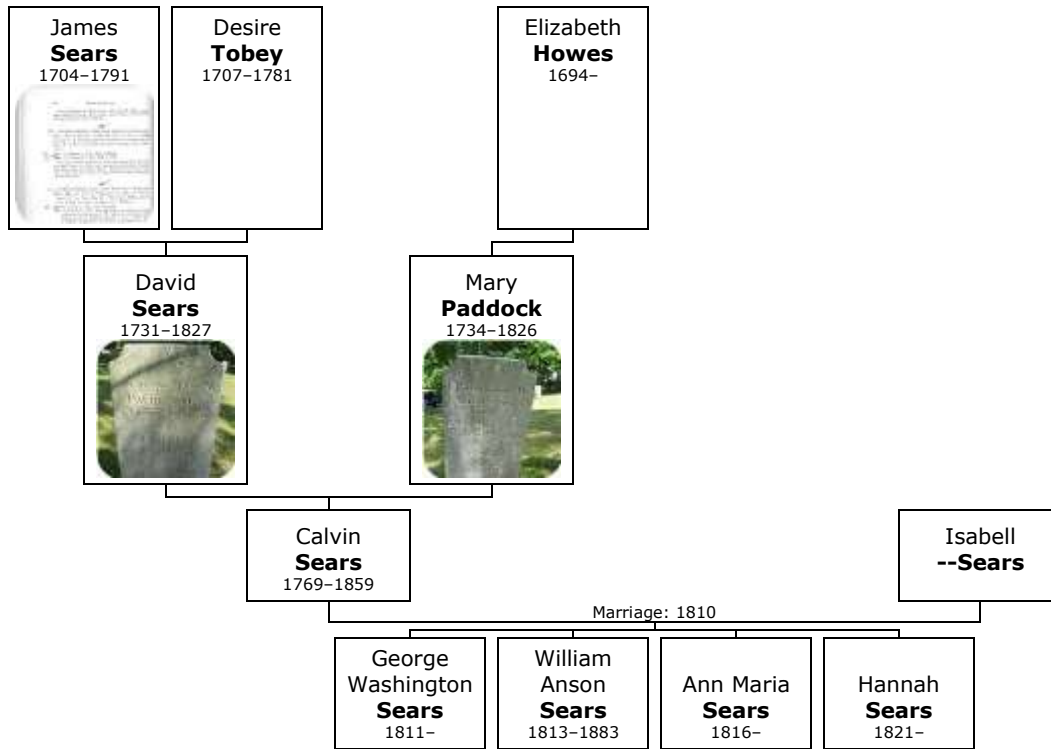 James
Sears
1704–1791
Desire
Tobey
1707–1781
Elizabeth
Howes
1694–
David
Sears
1731–1827
Mary
Paddock
1734–1826
Calvin
Sears
1769–1859
Isabell
--Sears
Marriage: 1810
George
Washington
Sears
1811–
William
Anson
Sears
1813–1883
Ann Maria
Sears
1816–
Hannah
Sears
1821–